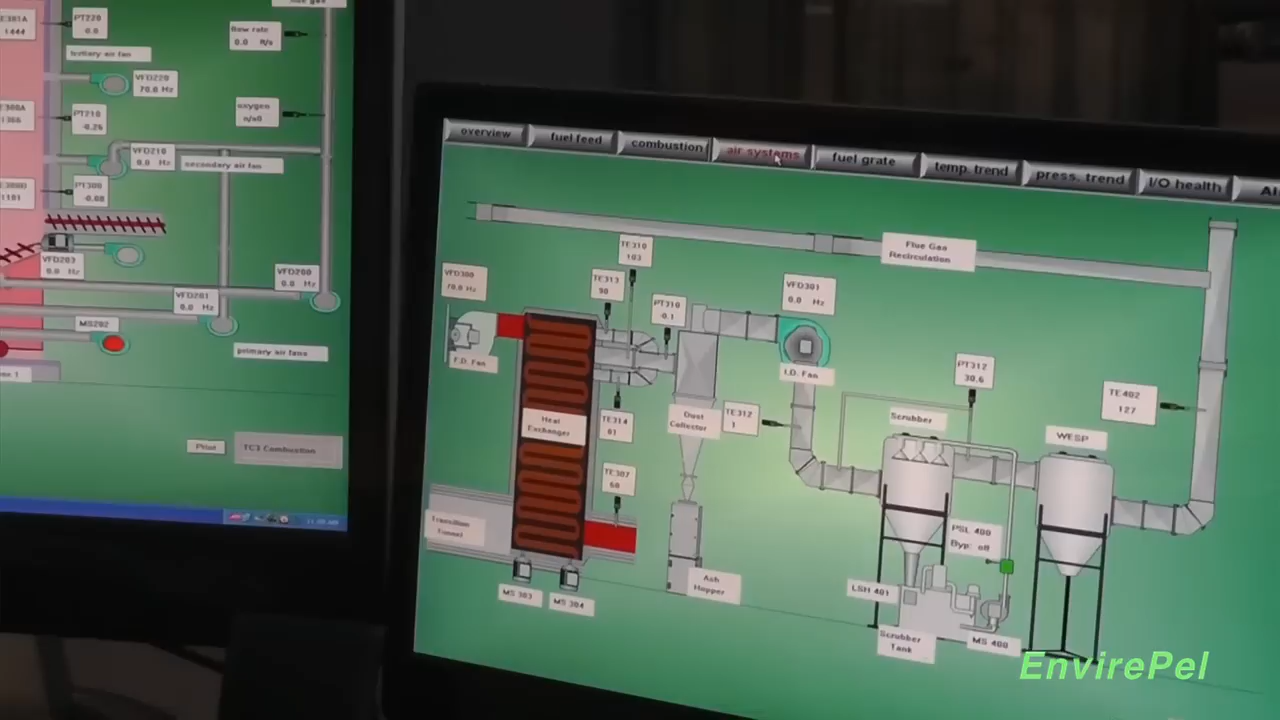 PT220
0.0
flow rate
0.0 R/s
tertiary air fan
VFD220
70.0 Hz
oxygen
n/a0
PT210
-0.26
VFD210
0.0 Hz
secondary air fan
PT300
-0.08
1181
VFD203
0.0 Hz
VFD200
0.0 Hz
VFD201
0.0 Hz
MS202
primary air fans
Print
TC3 Combustion
overview
fuel feed
combustion
air systems
fuel grate
temp. trend
press. trend
I/O health
Flue Gas
Recirculation
TE310
103
VFD300
70.0 Hz
TE313
90
PT310
-0.1
VFD301
0.0 Hz
F.D. Fan
I.D. Fan
PT312
30.6
TE402
127
Heat
Exchanger
TE314
81
Dust
Collector
TE312
1
Scrubber
WESP
TE307
60
Transition
Tunnel
PSL 400
Byp: off
MS 303
MS 304
Ash
Hopper
LSH 401
Scrubber
Tank
MS 400
EnvirePel